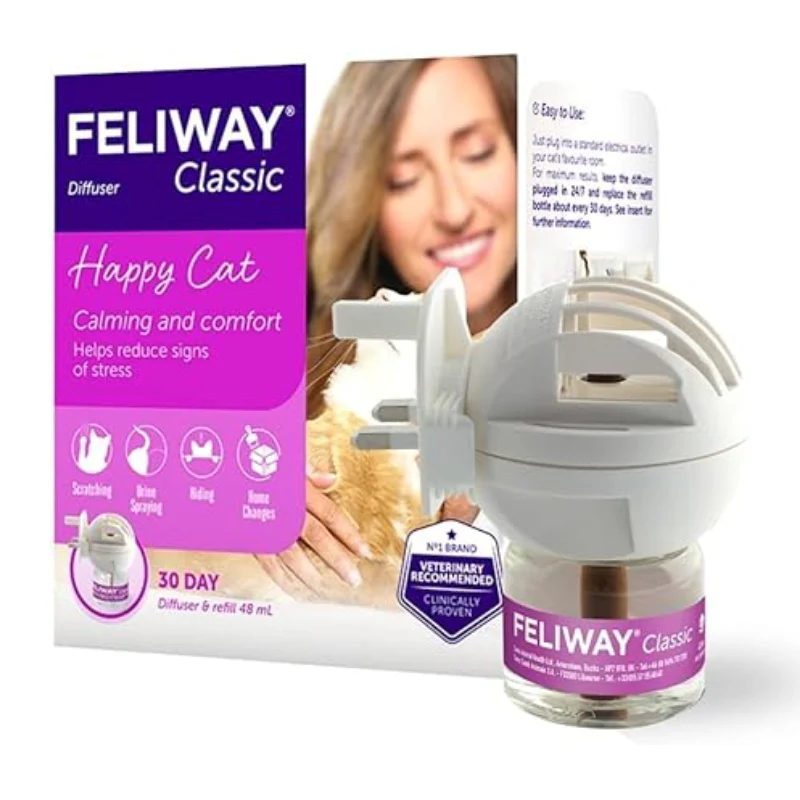 FELIWAY®
Classic
Diffuser
Happy Cat
Calming and comfort
Helps reduce signs
of stress
Scratching
Urine
Spraying
Hiding
Home
Changes
30 DAY
Diffuser & refill 48 mL
Easy to Use:
Just plug into a standard electrical outlet in
your cat's favourite room.
For maximum results, keep the diffuser
plugged in 24/7 and replace the refill
bottle about every 30 days. See insert for
further information.
Nº1 BRAND
VETERINARY
RECOMMENDED
CLINICALLY
PROVEN
FELIWAY® Classic